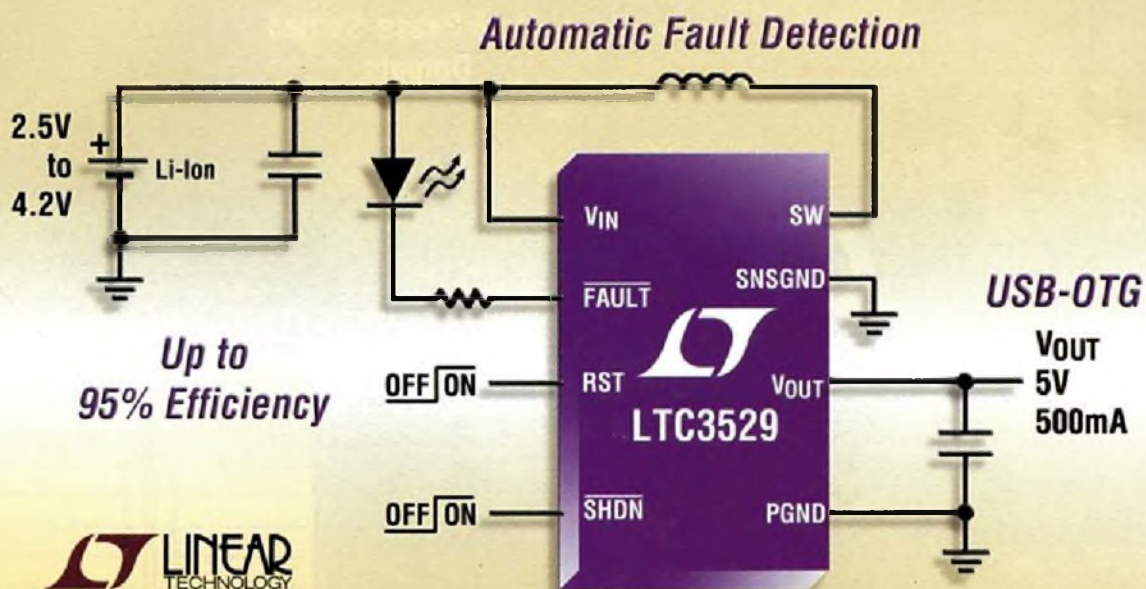 Automatic Fault Detection
2.5V
to
4.2V
+
Li-Ion
VIN
SW
FAULT
SNSGND
USB-OTG
VOUT
5V
500mA
Up to
95% Efficiency
OFF ON
RST
VOUT
LTC3529
OFF ON
SHDN
PGND
LINEAR
TECHNOLOGY